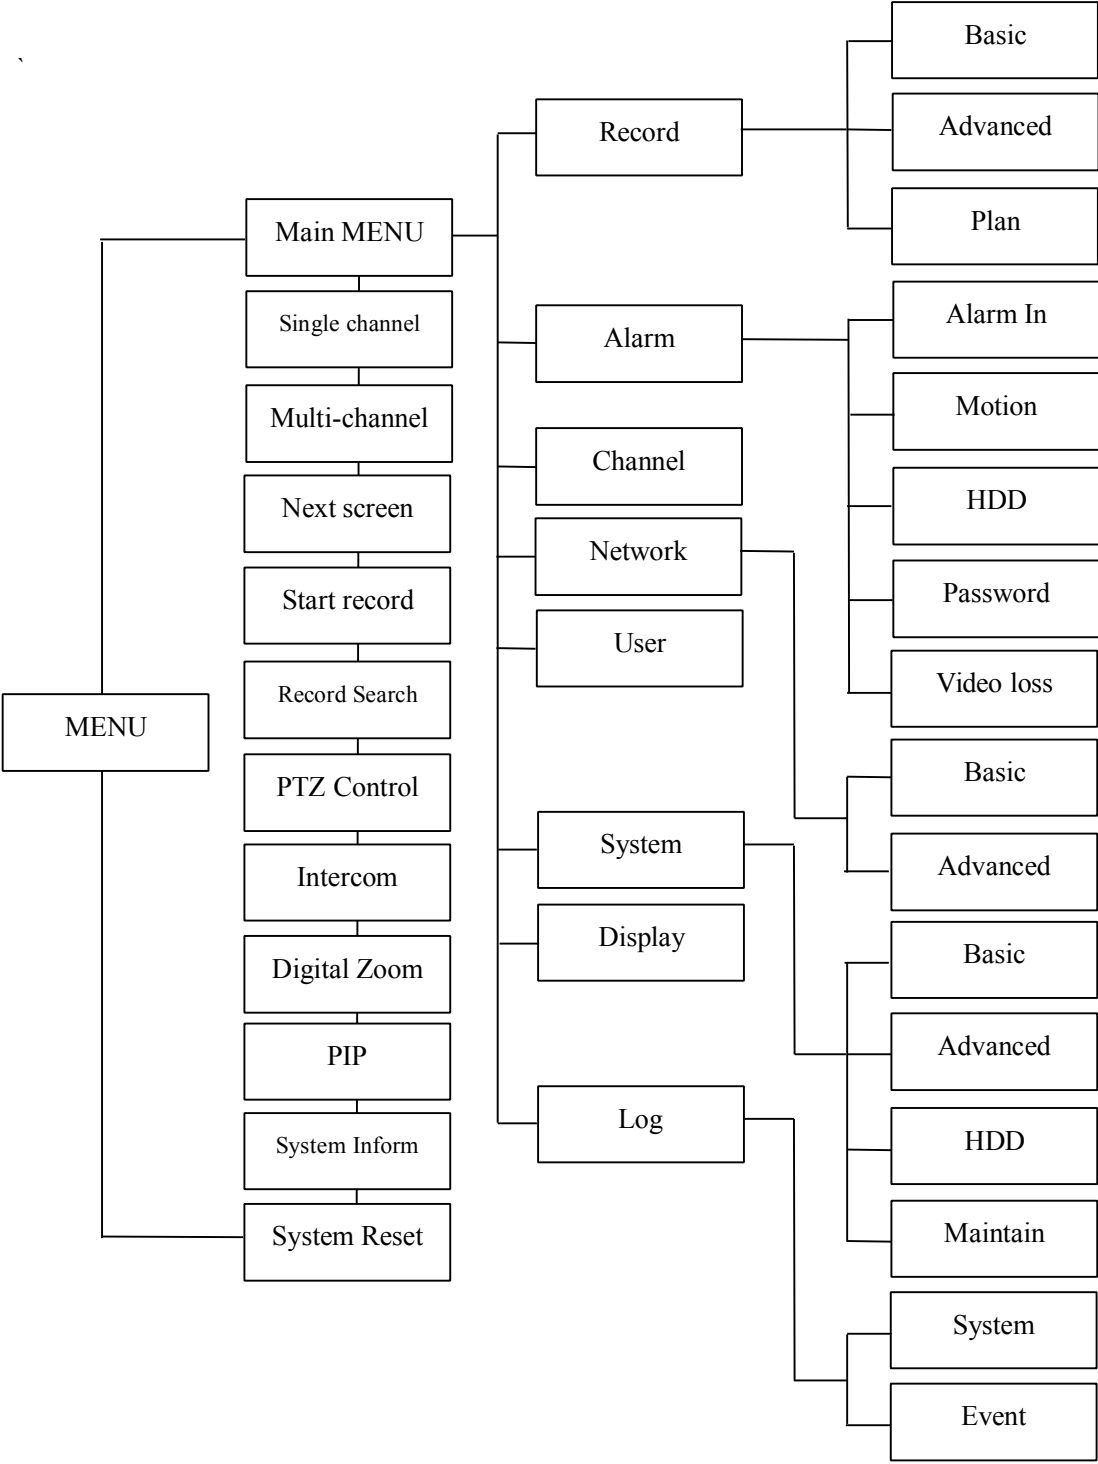 `
MENU
Main MENU
Single channel
Multi-channel
Next screen
Start record
Record Search
PTZ Control
Intercom
Digital Zoom
PIP
System Inform
System Reset
Record
Alarm
Channel
Network
User
System
Display
Log
Basic
Advanced
Plan
Alarm In
Motion
HDD
Password
Video loss
Basic
Advanced
Basic
Advanced
HDD
Maintain
System
Event